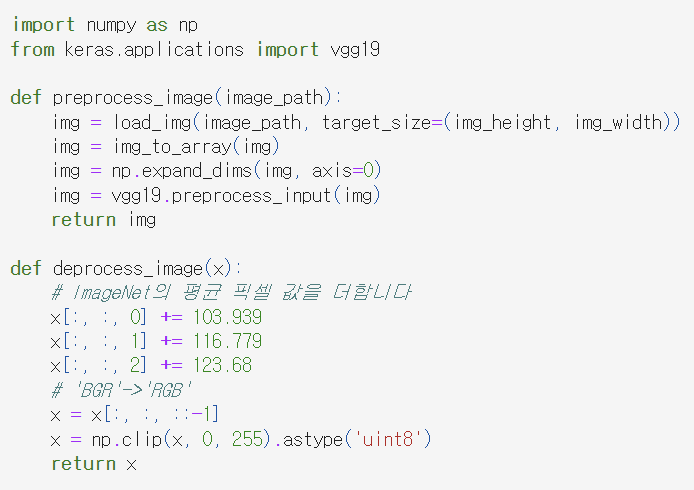 import numpy as np
from keras.applications import vgg19

def preprocess_image(image_path):
    img = load_img(image_path, target_size=(img_height, img_width))
    img = img_to_array(img)
    img = np.expand_dims(img, axis=0)
    img = vgg19.preprocess_input(img)
    return img

def deprocess_image(x):
    # ImageNet의 평균 픽셀 값을 더합니다
    x[:, :, 0] += 103.939
    x[:, :, 1] += 116.779
    x[:, :, 2] += 123.68
    # 'BGR'->'RGB'
    x = x[:, :, ::-1]
    x = np.clip(x, 0, 255).astype('uint8')
    return x